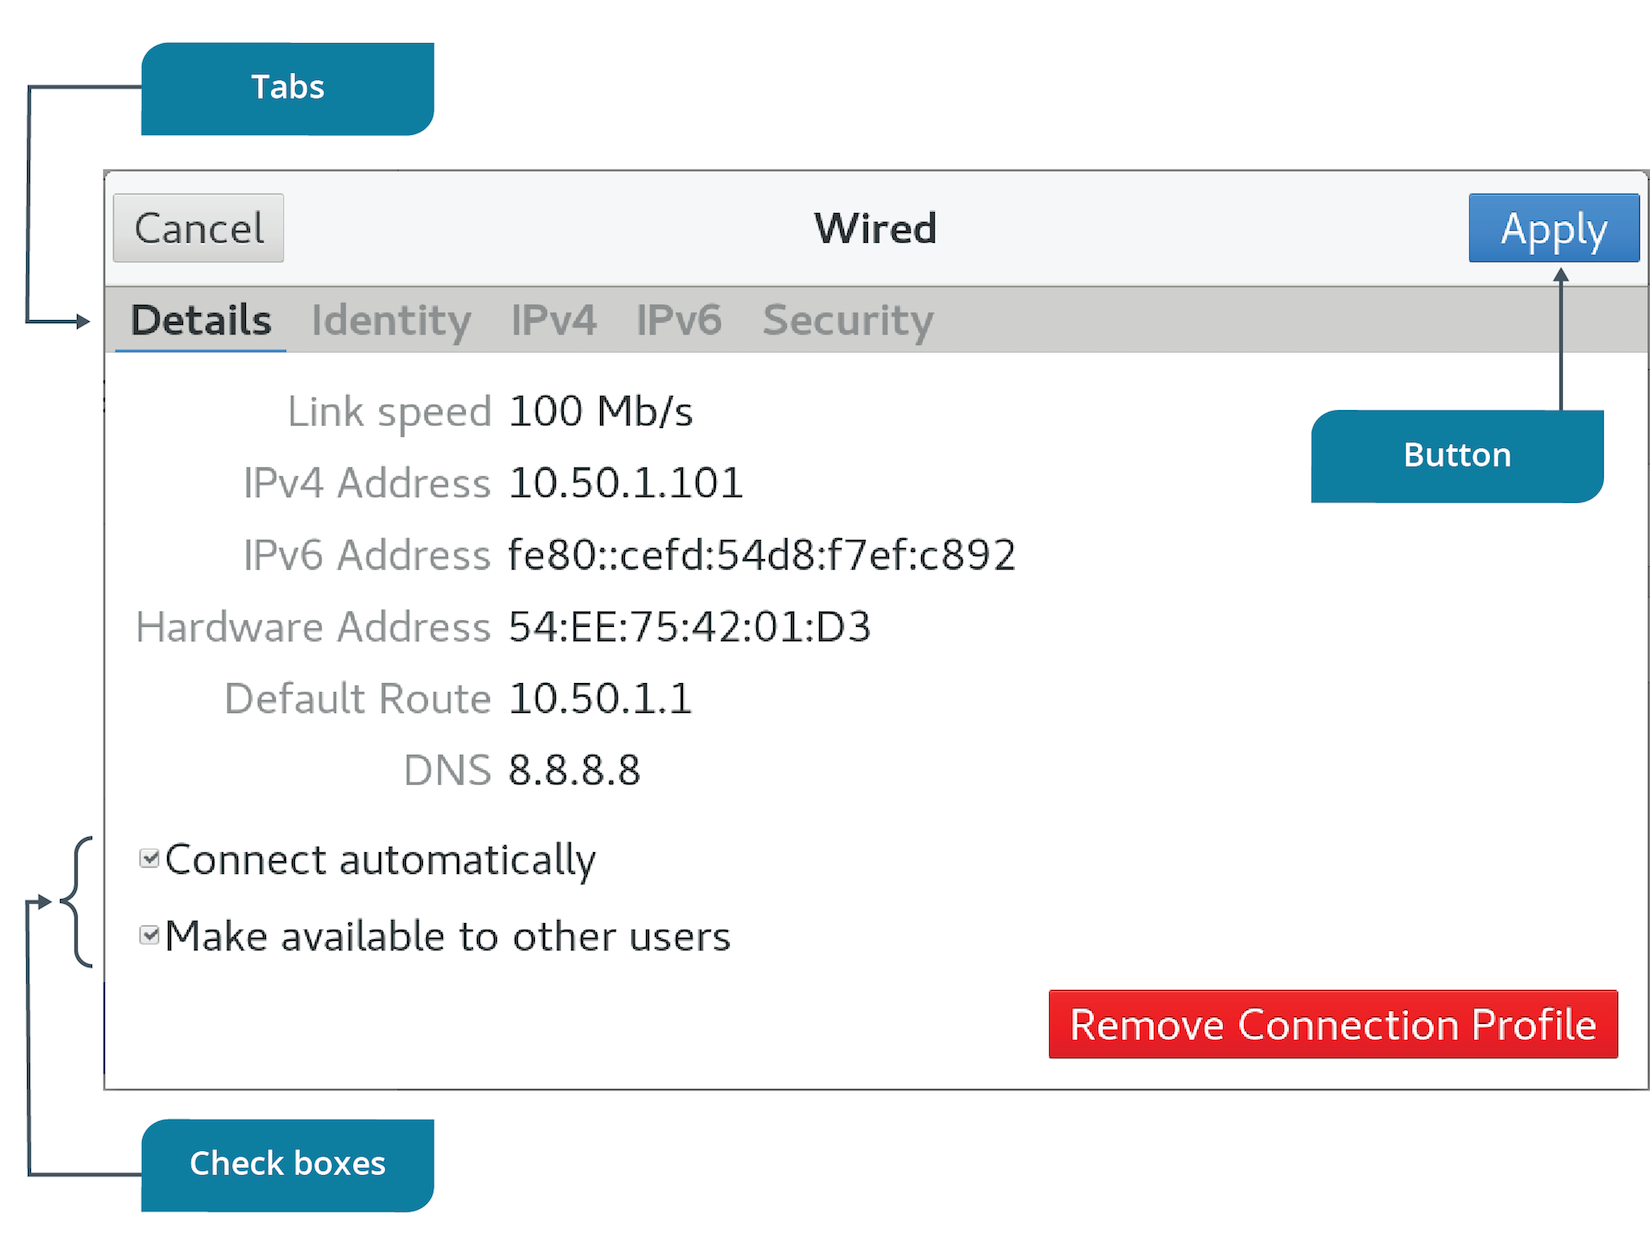 Tabs
Cancel Wired Apply
Details Identity IPv4 IPv6 Security
Link speed 100 Mb/s
Button
IPv4 Address 10.50.1.101
IPv6 Address fe80::cefd:54d8:f7ef:c892
Hardware Address 54:EE:75:42:01:D3
Default Route 10.50.1.1
DNS 8.8.8.8
Connect automatically
Make available to other users
Remove Connection Profile
Check boxes